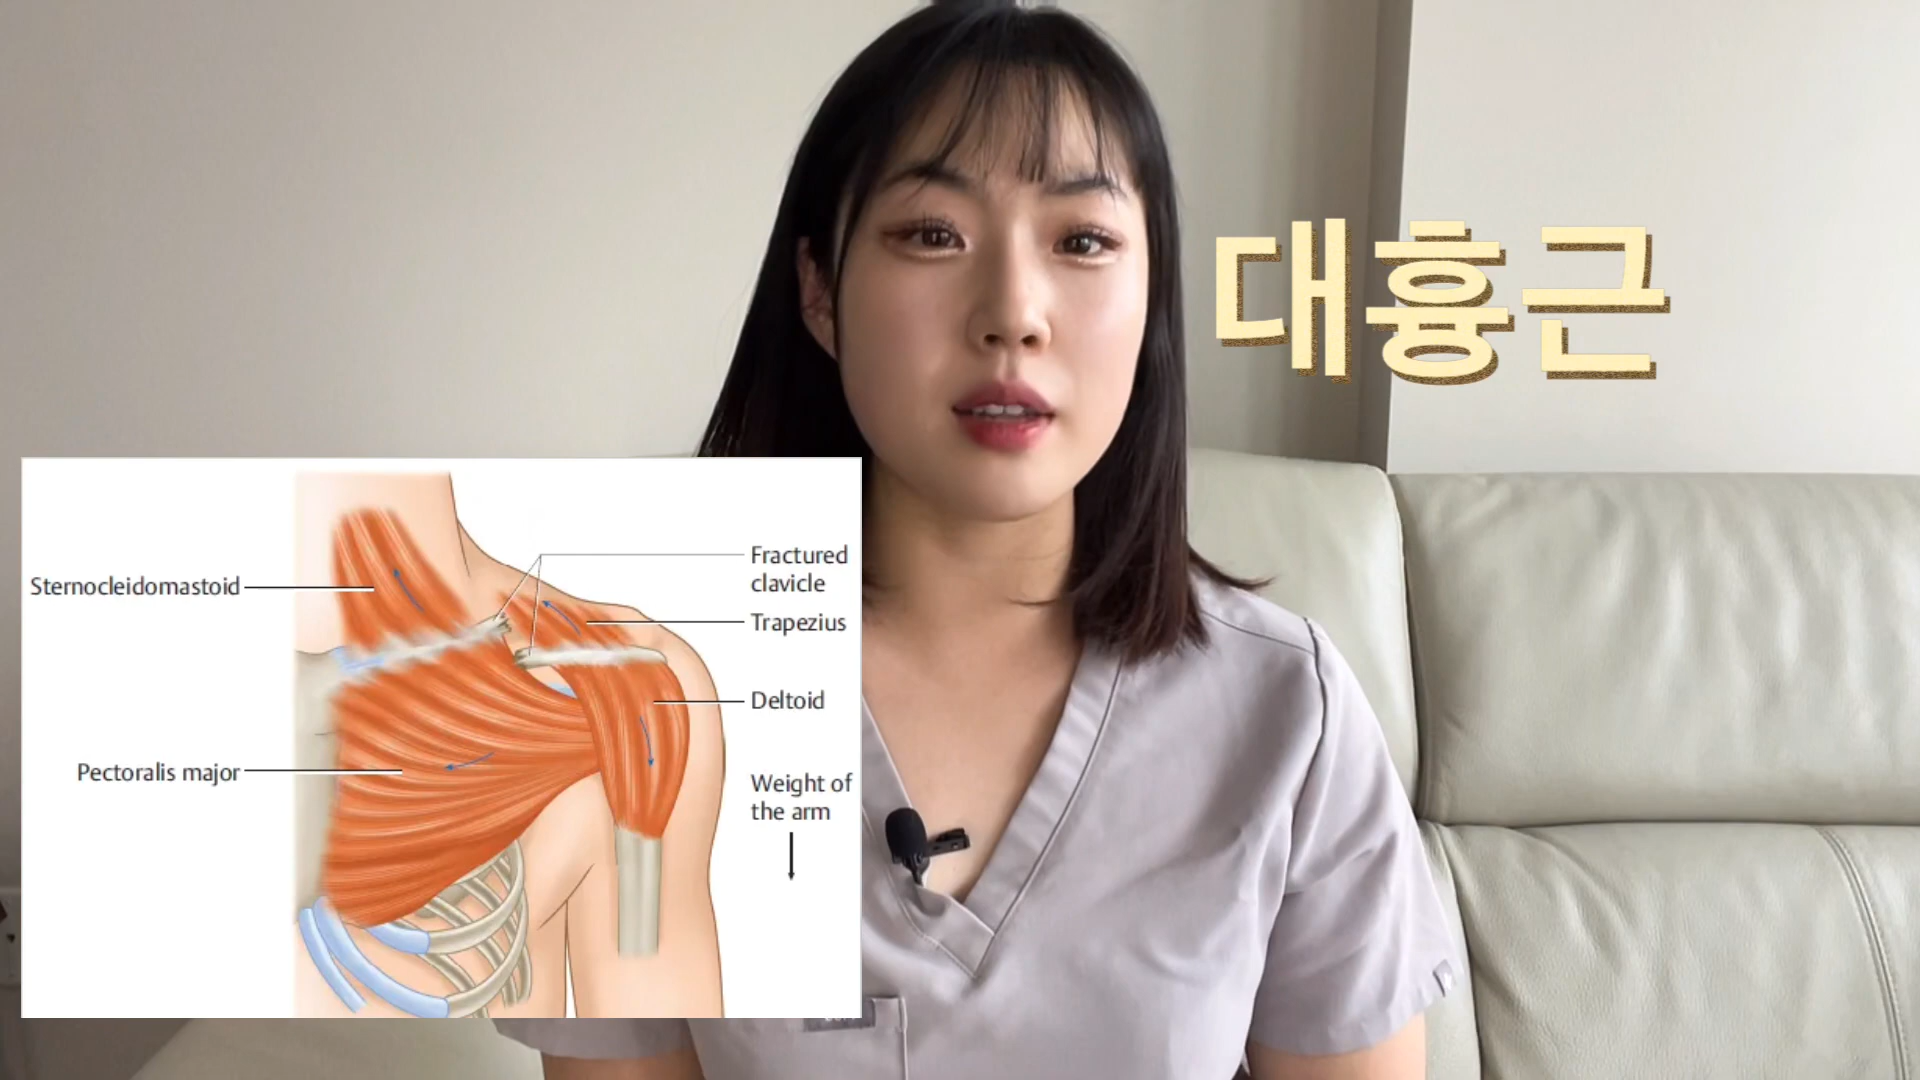 대흉근
Sternocleidomastoid
Pectoralis major
Fractured
clavicle
Trapezius
Deltoid
Weight of
the arm